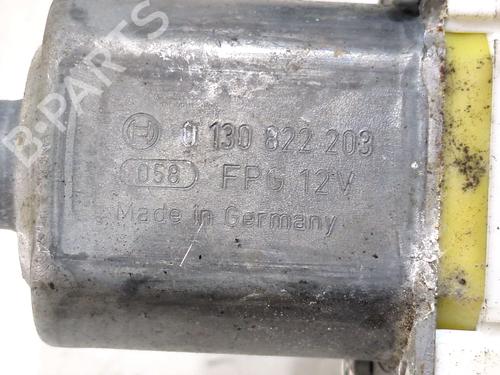 B-PARTS
0 130 822 203
058 FPG 12V
Made in Germany